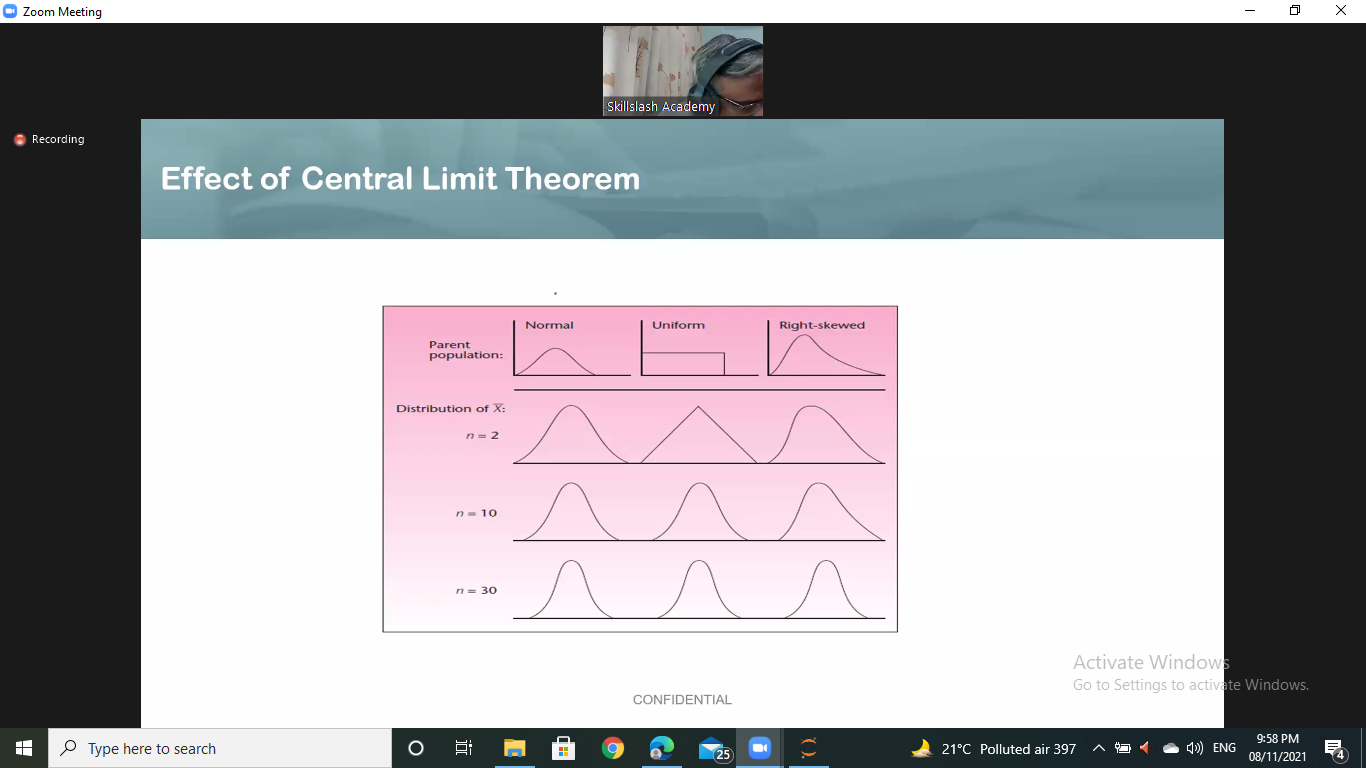 Zoom Meeting
Skillslash Academy
Recording
Effect of Central Limit Theorem
Normal
Uniform
Right-skewed
Parent
population:
Distribution of X̅:
n = 2
n = 10
n = 30
Activate Windows
Go to Settings to activate Windows.
CONFIDENTIAL
Type here to search
25
21°C Polluted air 397
ENG
9:58 PM
08/11/2021
4